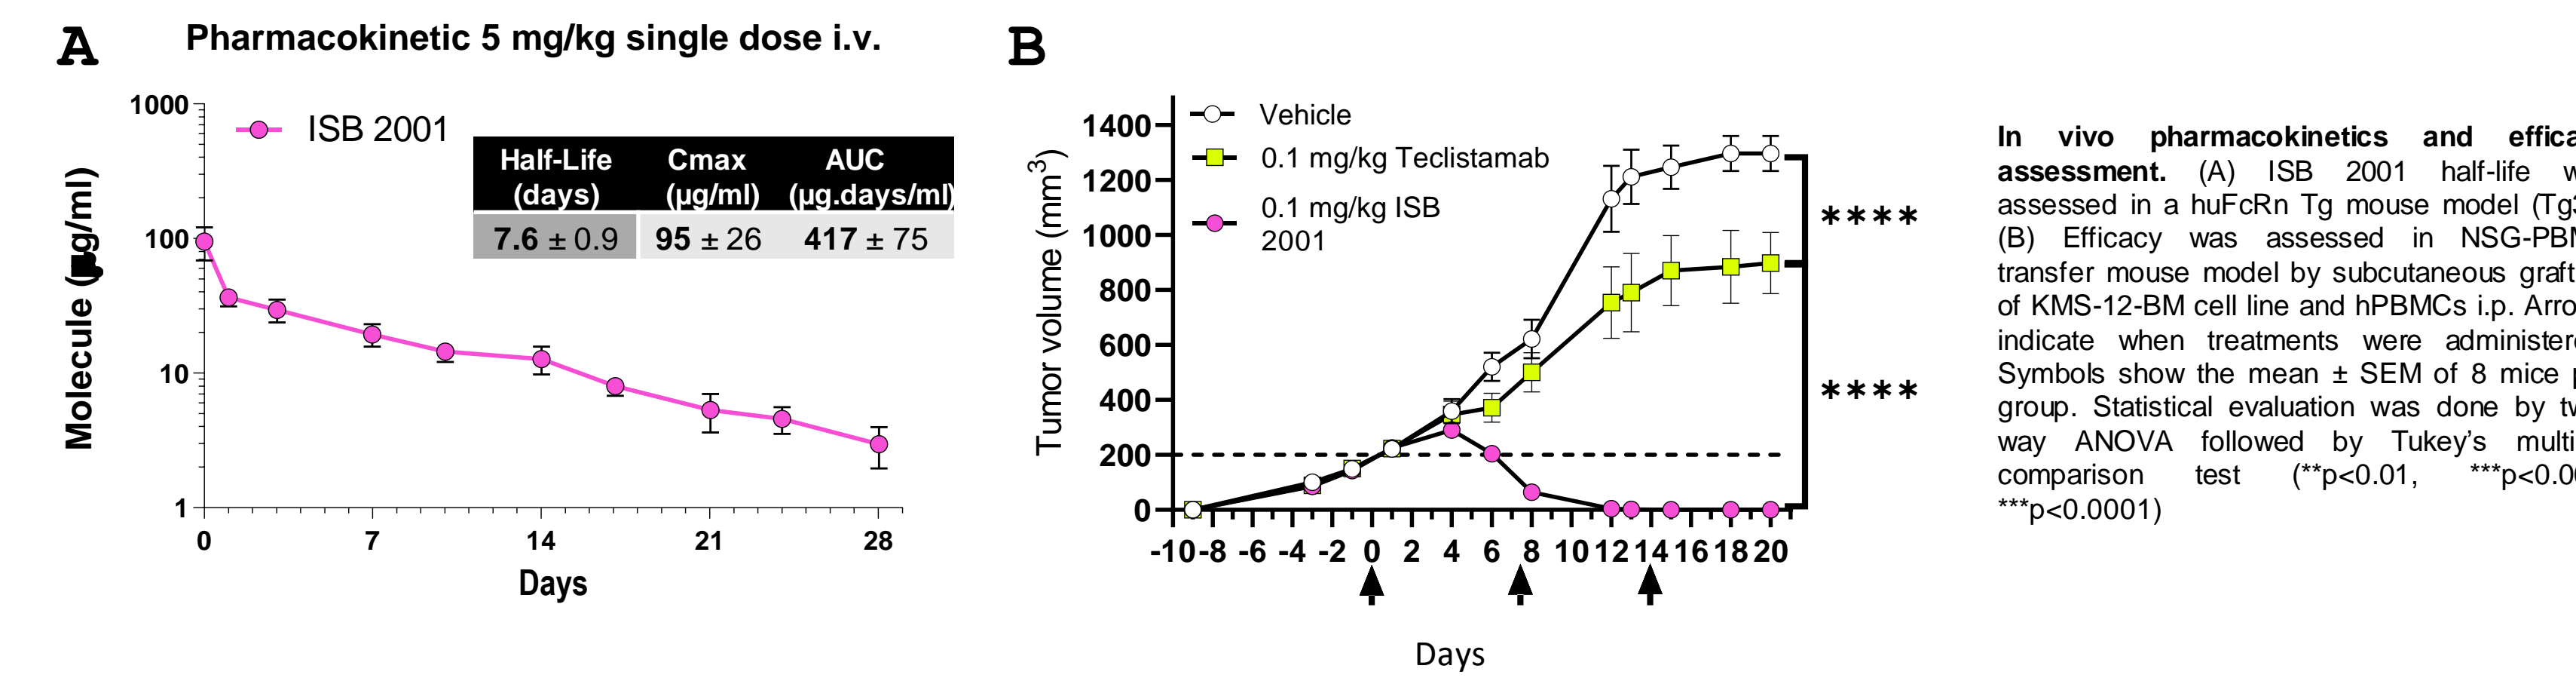 A
Pharmacokinetic 5 mg/kg single dose i.v.
1000
100
10
1
Molecule (µg/ml)
ISB 2001
Half-Life (days)
Cmax (µg/ml)
AUC (µg.days/ml)
7.6 ± 0.9
95 ± 26
417 ± 75
0 7 14 21 28
Days
B
1400
1200
1000
800
600
400
200
0
Tumor volume (mm³)
Vehicle
0.1 mg/kg Teclistamab
0.1 mg/kg ISB
2001
****
****
-10 -8 -6 -4 -2 0 2 4 6 8 10 12 14 16 18 20
Days
In vivo pharmacokinetics and
assessment. (A) ISB 2001 half-life
assessed in a huFcRn Tg mouse model
(B) Efficacy was assessed in
transfer mouse model by subcutaneous
of KMS-12-BM cell line and hPBMCs i.p.
indicate when treatments were
Symbols show the mean ± SEM of 8 mice
group. Statistical evaluation was done by
way ANOVA followed by Tukey’s
comparison test (**p<0.01,
***p<0.0001)